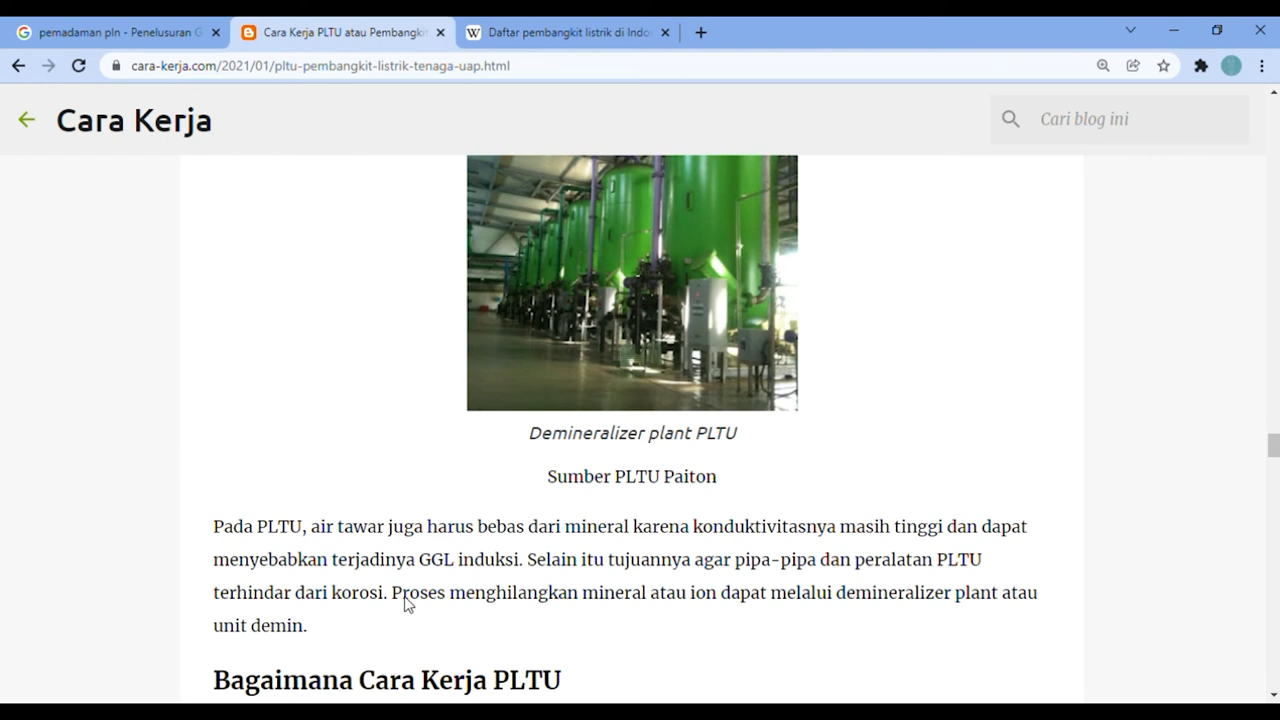 pemadaman pln - Penelusuran G
Cara Kerja PLTU atau Pembangkit
Daftar pembangkit listrik di Indo
cara-kerja.com/2021/01/pltu-pembangkit-listrik-tenaga-uap.html
Cara Kerja
Cari blog ini
Demineralizer plant PLTU
Sumber PLTU Paiton
Pada PLTU, air tawar juga harus bebas dari mineral karena konduktivitasnya masih tinggi dan dapat
menyebabkan terjadinya GGL induksi. Selain itu tujuannya agar pipa-pipa dan peralatan PLTU
terhindar dari korosi. Proses menghilangkan mineral atau ion dapat melalui demineralizer plant atau
unit demin.
Bagaimana Cara Kerja PLTU